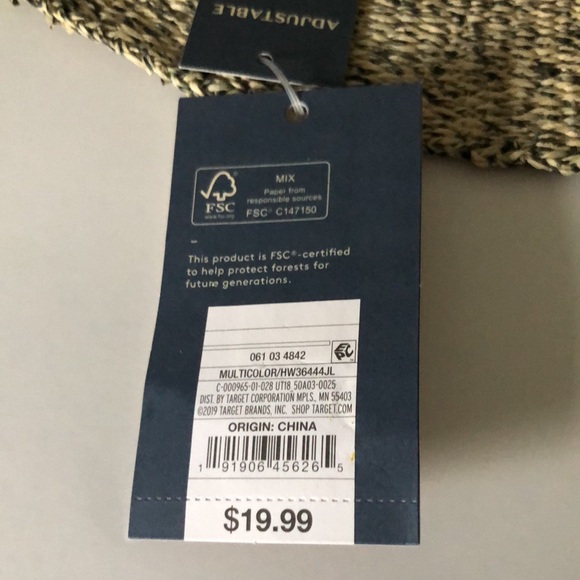 ADJUSTABLE
FSC
www.fsc.org
MIX
Paper from
responsible sources
FSC® C147150
This product is FSC®-certified
to help protect forests for
future generations.
061 03 4842
MULTICOLOR/HW36444JL
C-000965-01-028 UT18_50A03-0025
DIST. BY TARGET CORPORATION MPLS., MN 55403
©2019 TARGET BRANDS, INC. SHOP TARGET.COM
ORIGIN: CHINA
1 91906 45626 5
$19.99